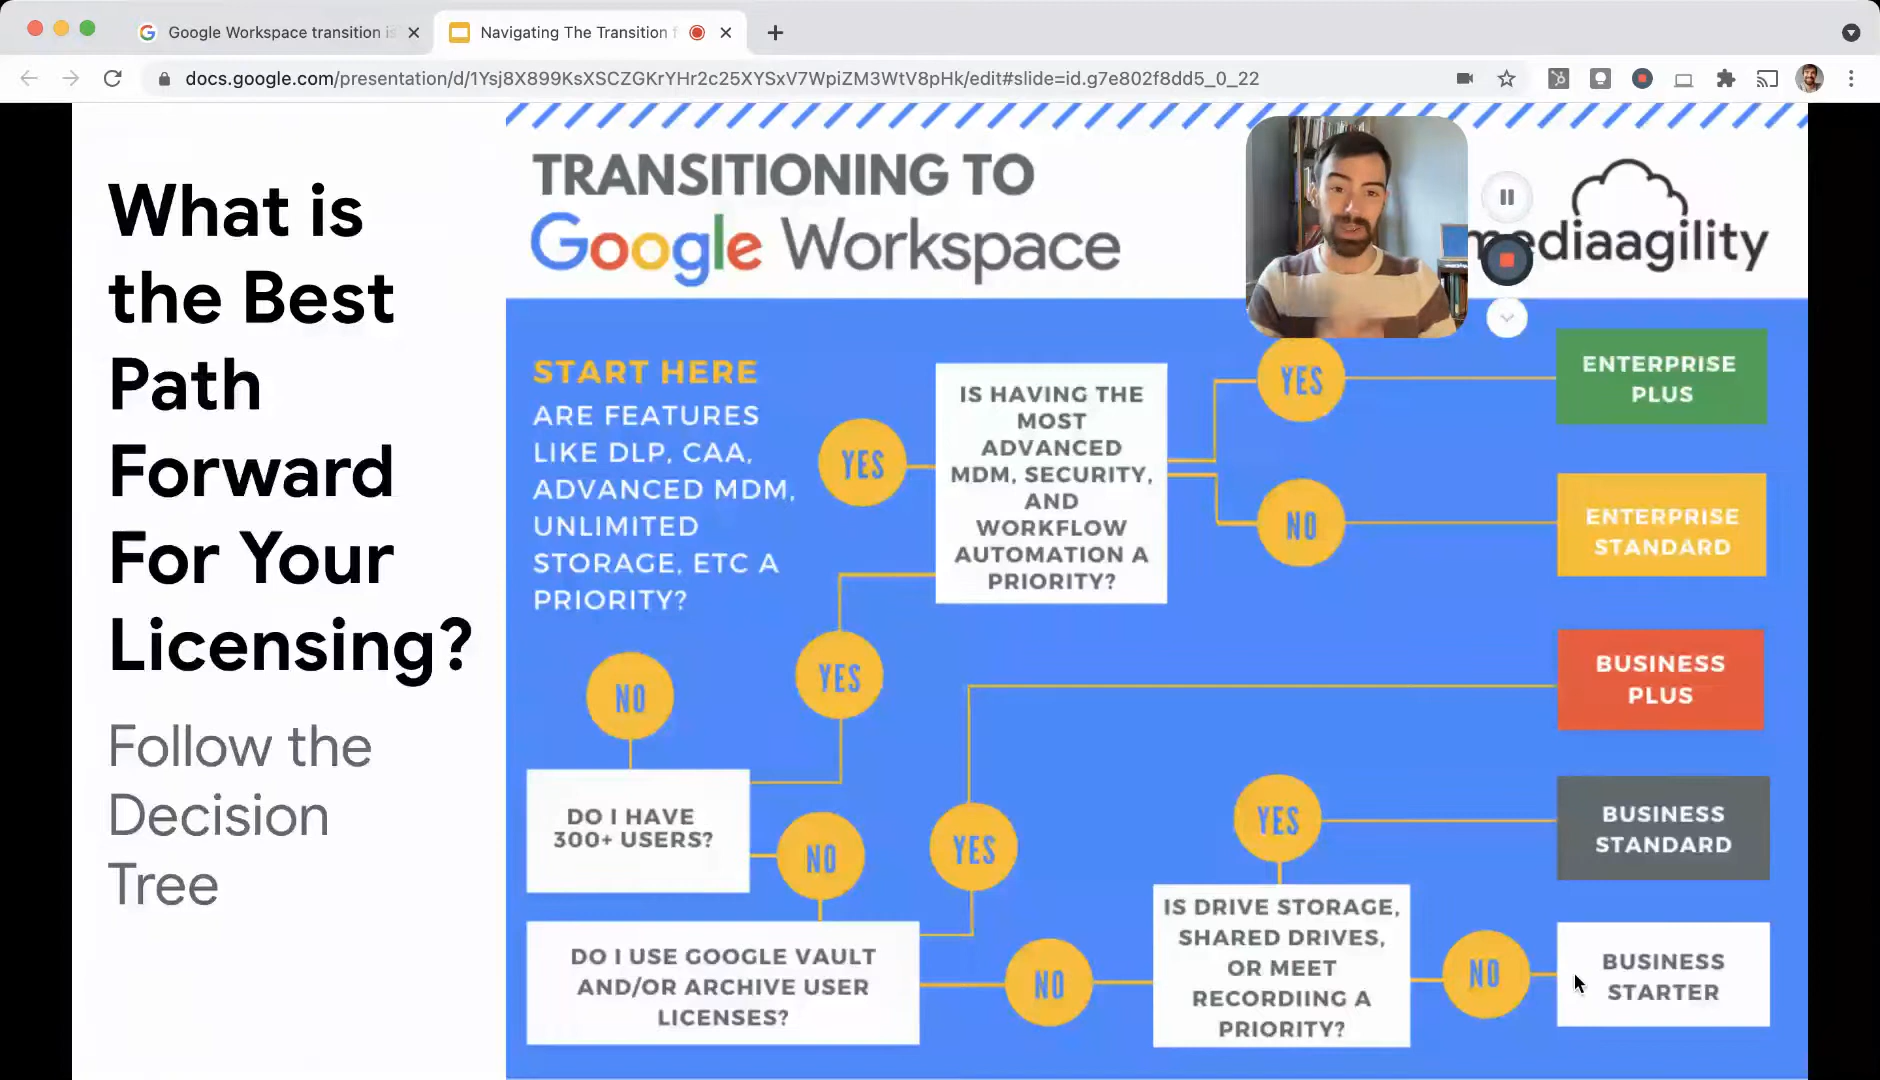 Google Workspace transition is
Navigating The Transition f
docs.google.com/presentation/d/1Ysj8X899KsXSCZGKrYHr2c25XYSxV7WpiZM3WtV8pHk/edit#slide=id.g7e802f8dd5_0_22
What is
the Best
Path
Forward
For Your
Licensing?
Follow the
Decision
Tree
TRANSITIONING TO
Google Workspace
mediaagility
START HERE
ARE FEATURES
LIKE DLP, CAA,
ADVANCED MDM,
UNLIMITED
STORAGE, ETC A
PRIORITY?
YES
IS HAVING THE
MOST
ADVANCED
MDM, SECURITY,
AND
WORKFLOW
AUTOMATION A
PRIORITY?
YES
ENTERPRISE
PLUS
NO
ENTERPRISE
STANDARD
NO
YES
BUSINESS
PLUS
DO I HAVE
300+ USERS?
NO
YES
YES
BUSINESS
STANDARD
DO I USE GOOGLE VAULT
AND/OR ARCHIVE USER
LICENSES?
NO
IS DRIVE STORAGE,
SHARED DRIVES,
OR MEET
RECORDIING A
PRIORITY?
NO
BUSINESS
STARTER